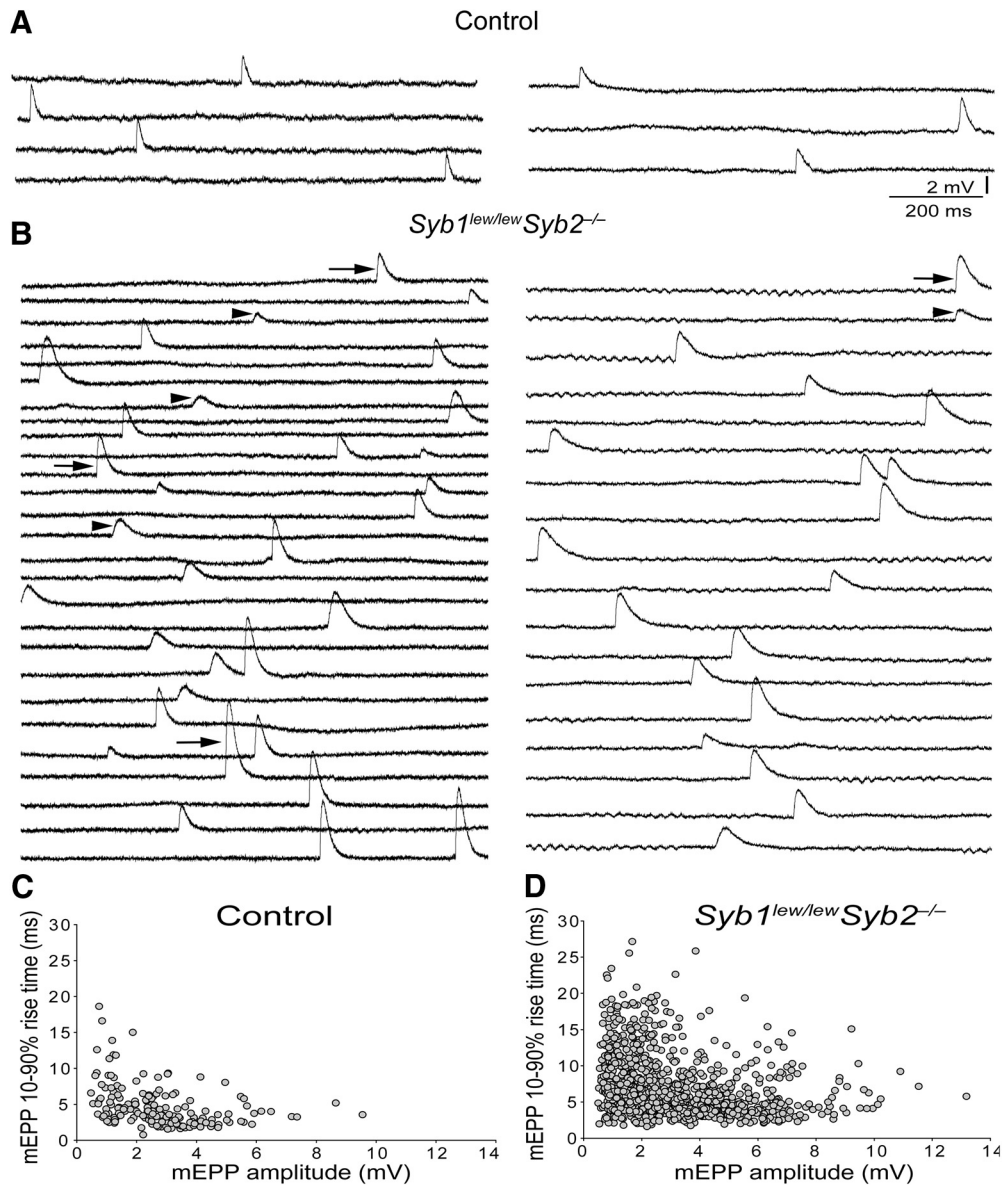 A
Control
2 mV
200 ms
B
Syb1lew/lewSyb2–/–
C
Control
mEPP 10-90% rise time (ms)
30
25
20
15
10
5
0
0 2 4 6 8 10 12 14
mEPP amplitude (mV)
D
Syb1lew/lewSyb2–/–
mEPP 10-90% rise time (ms)
30
25
20
15
10
5
0
0 2 4 6 8 10 12 14
mEPP amplitude (mV)